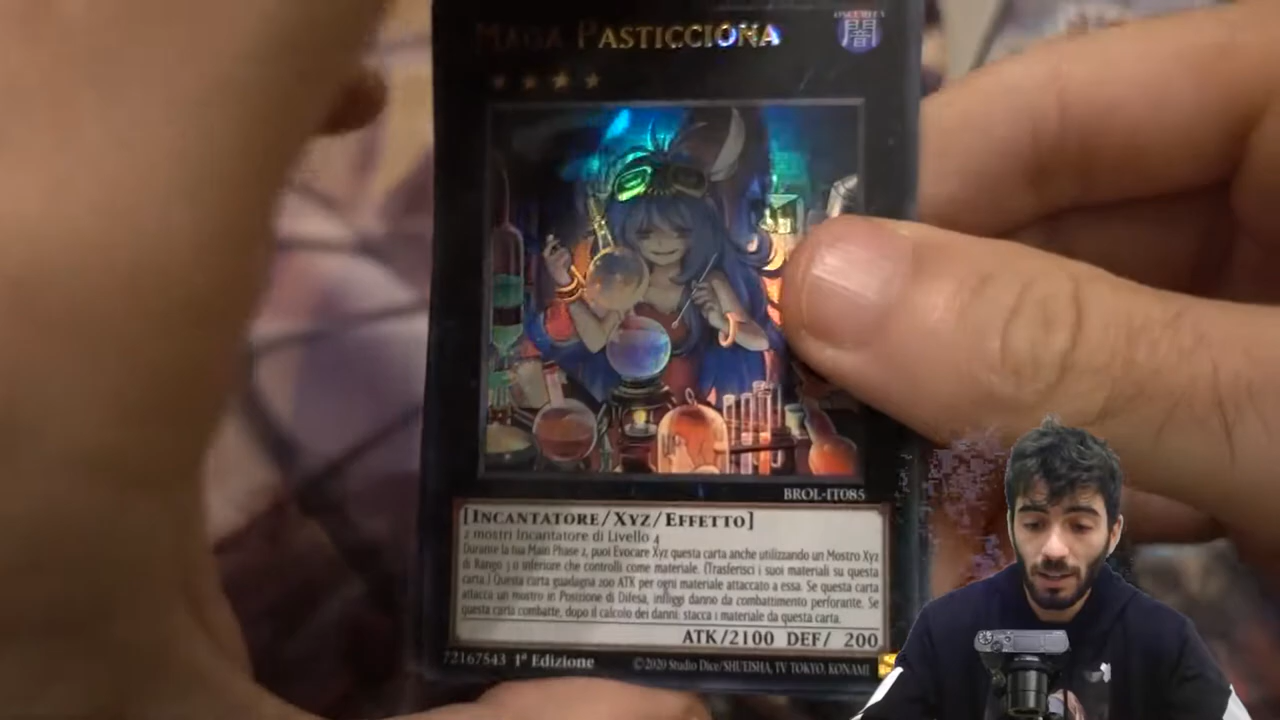 MAGA PASTICCIONA
OSCURITÀ
闇
BROL-IT085
[INCANTATORE/XYZ/EFFETTO]
2 mostri Incantatore di Livello 4
Durante la tua Main Phase 2, puoi Evocare Xyz questa carta anche utilizzando un Mostro Xyz
di Rango 3 o inferiore che controlli come materiale. (Trasferisci i suoi materiali su questa
carta.) Questa carta guadagna 200 ATK per ogni materiale attaccato a essa. Se questa carta
attacca un mostro in Posizione di Difesa, infliggi danno da combattimento perforante. Se
questa carta combatte, dopo il calcolo dei danni: stacca 1 materiale da questa carta.
ATK/2100 DEF/ 200
72167543 1ª Edizione
©2020 Studio Dice/SHUEISHA, TV TOKYO, KONAMI